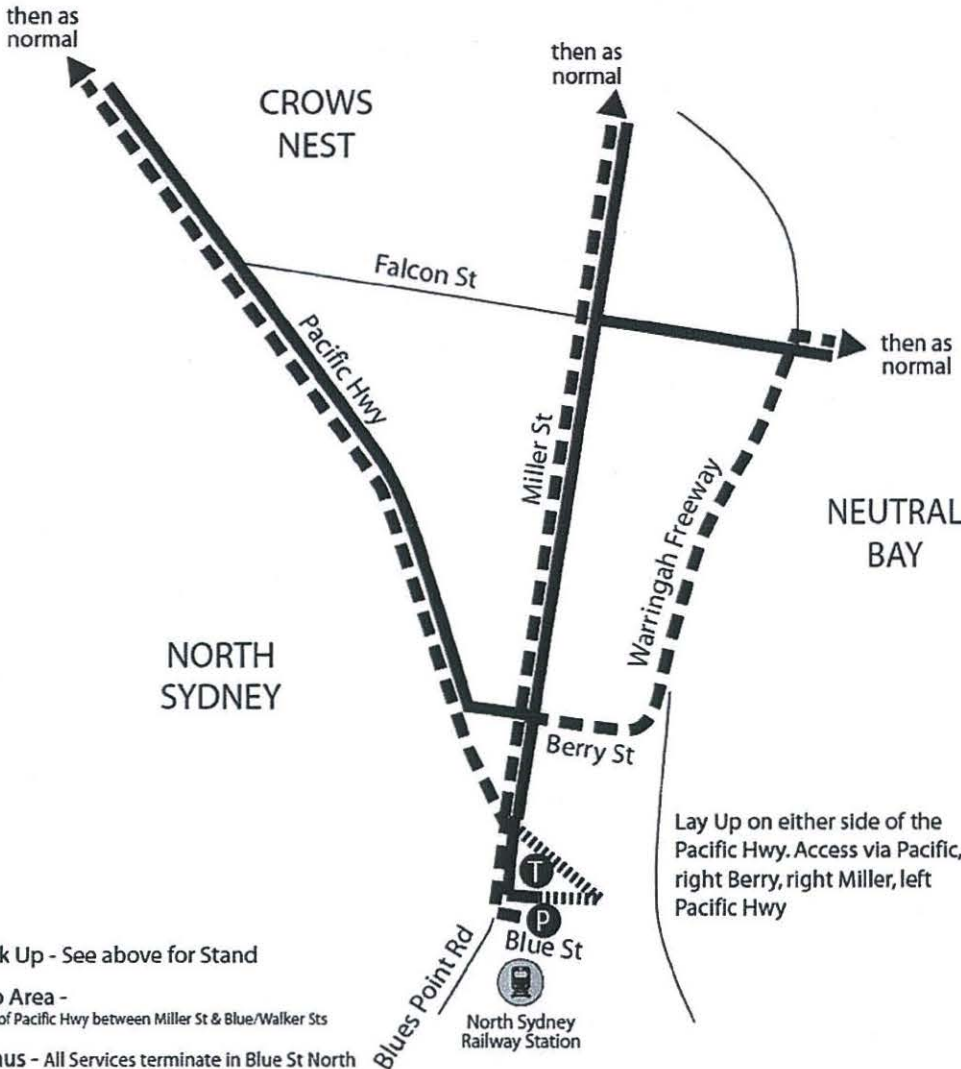 then as
normal
then as
normal
CROWS
NEST
Falcon St
Pacific Hwy
then as
normal
Miller St
Warringah Freeway
NEUTRAL
BAY
NORTH
SYDNEY
Berry St
Lay Up on either side of the
Pacific Hwy. Access via Pacific,
right Berry, right Miller, left
Pacific Hwy
T
P
Blue St
Blues Point Rd
North Sydney
Railway Station
Up - See above for Stand
Area -
of Pacific Hwy between Miller St & Blue/Walker Sts
- All Services terminate in Blue St North